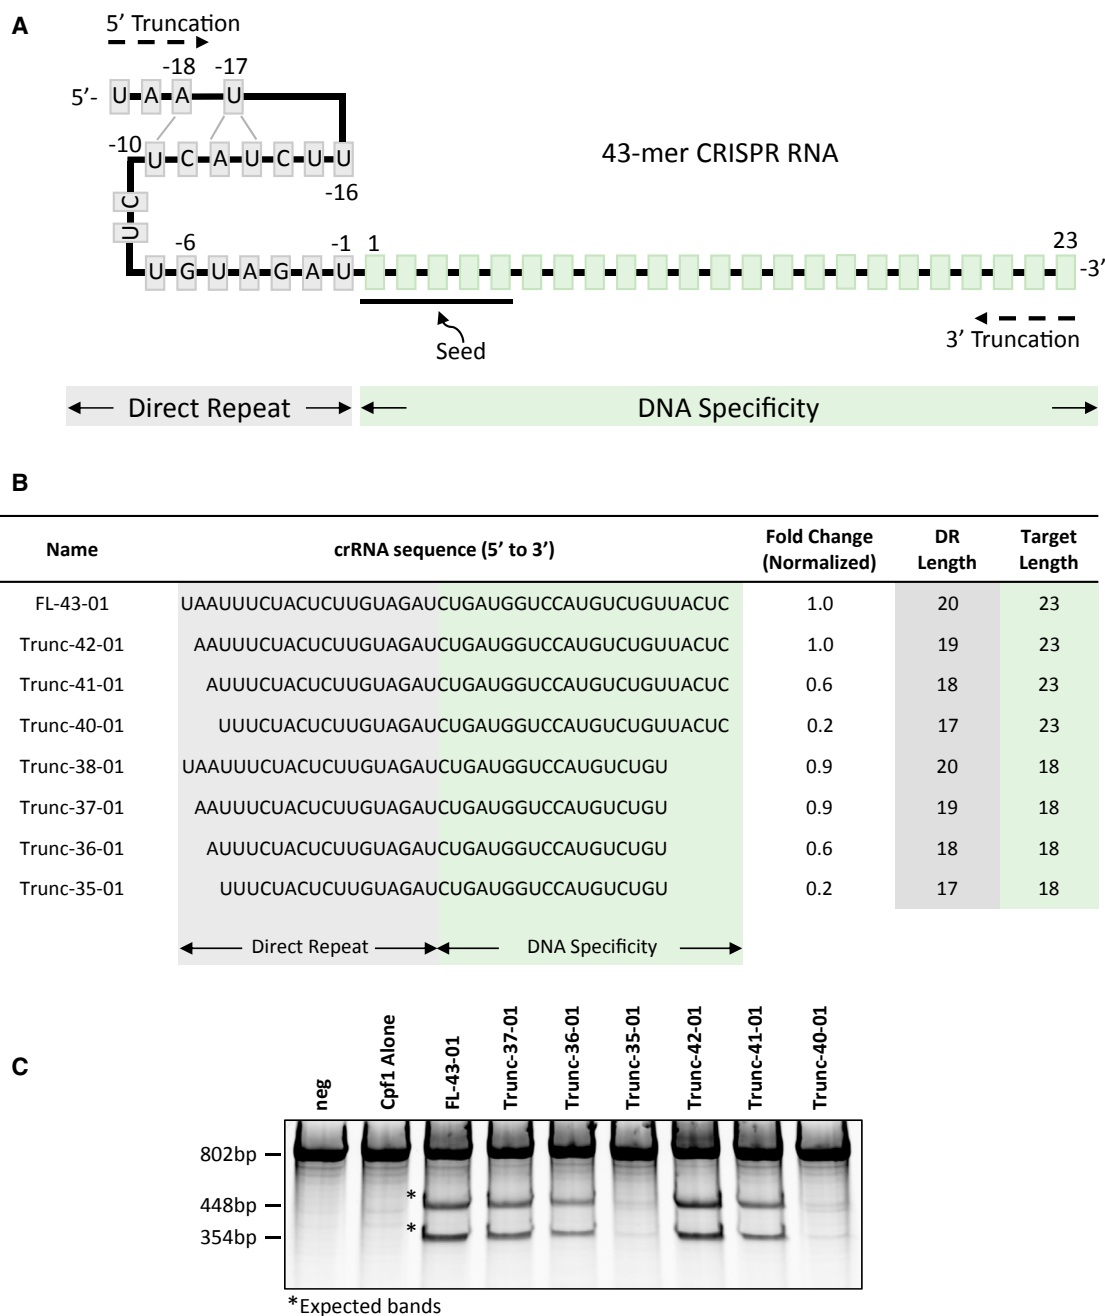 A
5′ Truncation
-18 -17
5′- U A A U
-10 U C A U C U U
-16
C
U
43-mer CRISPR RNA
-6 -1 1 23
U G U A G A U -3′
Seed
3′ Truncation
Direct Repeat DNA Specificity
B
Name crRNA sequence (5′ to 3′) Fold Change (Normalized) DR Length Target Length
FL-43-01 UAAUUUCUACUCUUGUAGAUCUGAUGGUCCAUGUCUGUUACUC 1.0 20 23
Trunc-42-01 AAUUUCUACUCUUGUAGAUCUGAUGGUCCAUGUCUGUUACUC 1.0 19 23
Trunc-41-01 AUUUCUACUCUUGUAGAUCUGAUGGUCCAUGUCUGUUACUC 0.6 18 23
Trunc-40-01 UUUCUACUCUUGUAGAUCUGAUGGUCCAUGUCUGUUACUC 0.2 17 23
Trunc-38-01 UAAUUUCUACUCUUGUAGAUCUGAUGGUCCAUGUCUGU 0.9 20 18
Trunc-37-01 AAUUUCUACUCUUGUAGAUCUGAUGGUCCAUGUCUGU 0.9 19 18
Trunc-36-01 AUUUCUACUCUUGUAGAUCUGAUGGUCCAUGUCUGU 0.6 18 18
Trunc-35-01 UUUCUACUCUUGUAGAUCUGAUGGUCCAUGUCUGU 0.2 17 18
Direct Repeat DNA Specificity
C
neg
Cpf1 Alone
FL-43-01
Trunc-37-01
Trunc-36-01
Trunc-35-01
Trunc-42-01
Trunc-41-01
Trunc-40-01
802bp
448bp *
354bp *
*Expected bands